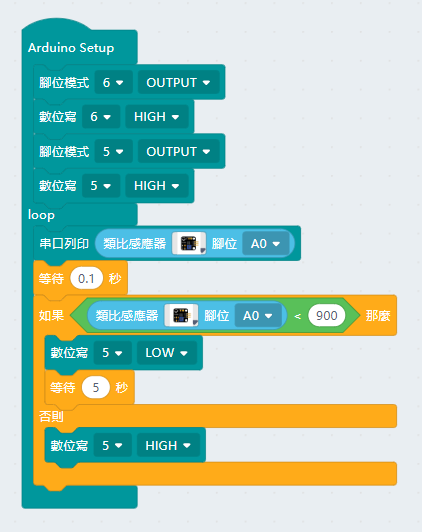 Arduino Setup
腳位模式 6 OUTPUT
數位寫 6 HIGH
腳位模式 5 OUTPUT
數位寫 5 HIGH
loop
串口列印 類比感應器 腳位 A0
等待 0.1 秒
如果 類比感應器 腳位 A0 < 900 那麼
數位寫 5 LOW
等待 5 秒
否則
數位寫 5 HIGH